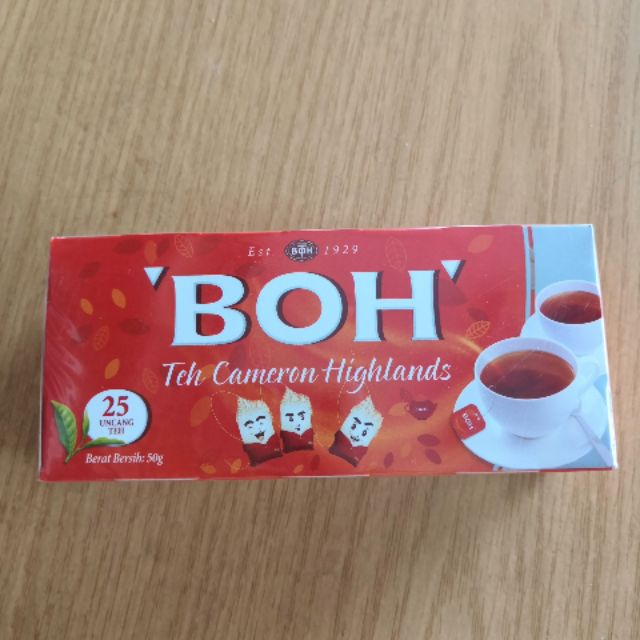 Est BOH 1929
'BOH'
Teh Cameron Highlands
25
UNCANG
TEH
Berat Bersih: 50g
BOH